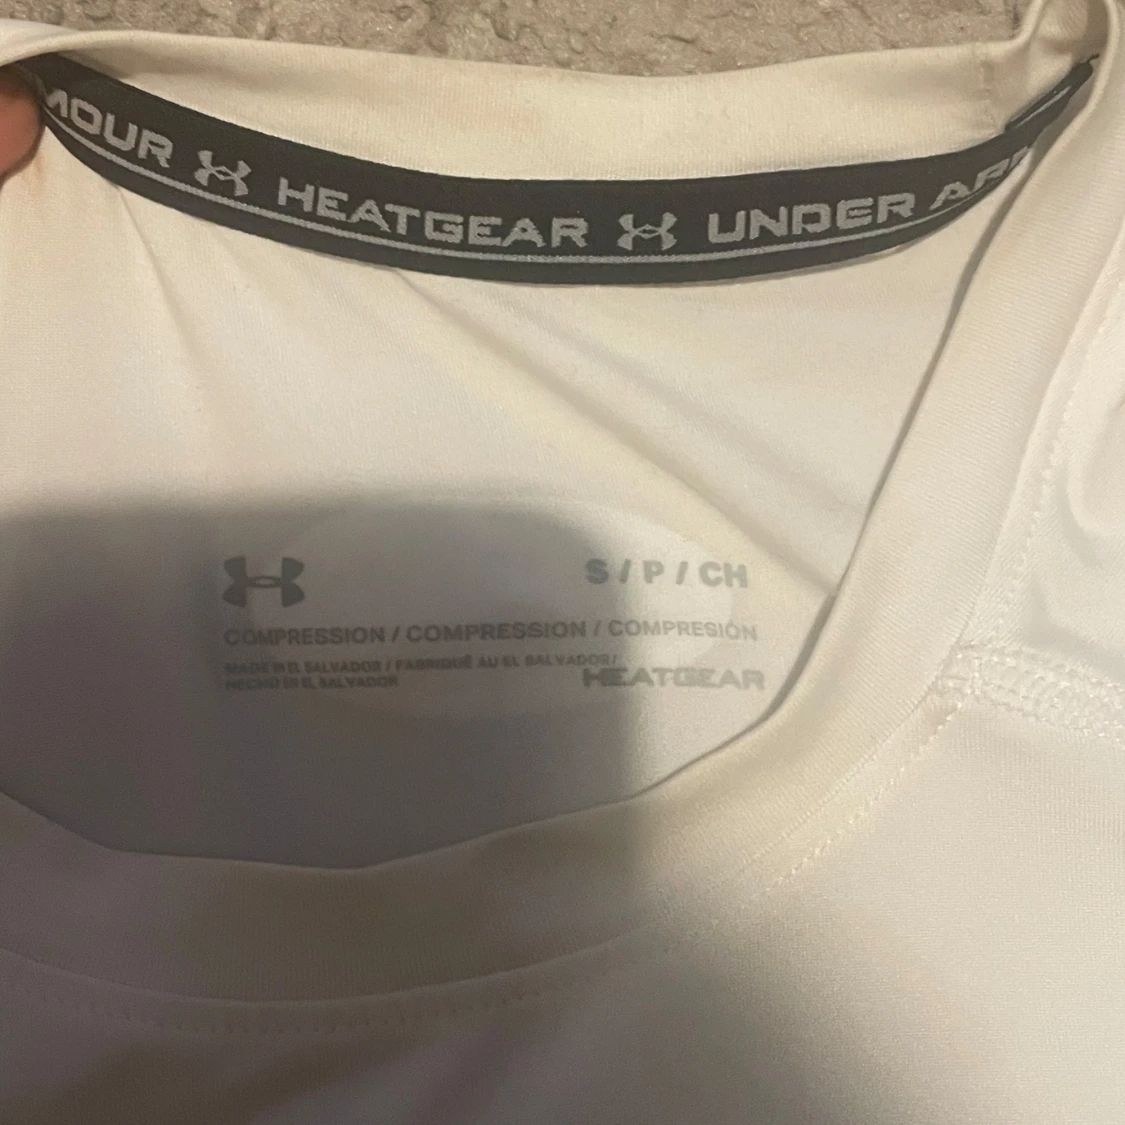 MOUR HEATGEAR UNDER ARM
S / P / CH
COMPRESSION / COMPRESSION / COMPRESIÓN
MADE IN EL SALVADOR / FABRIQUÉ AU EL SALVADOR/
HECHO EN EL SALVADOR
HEATGEAR